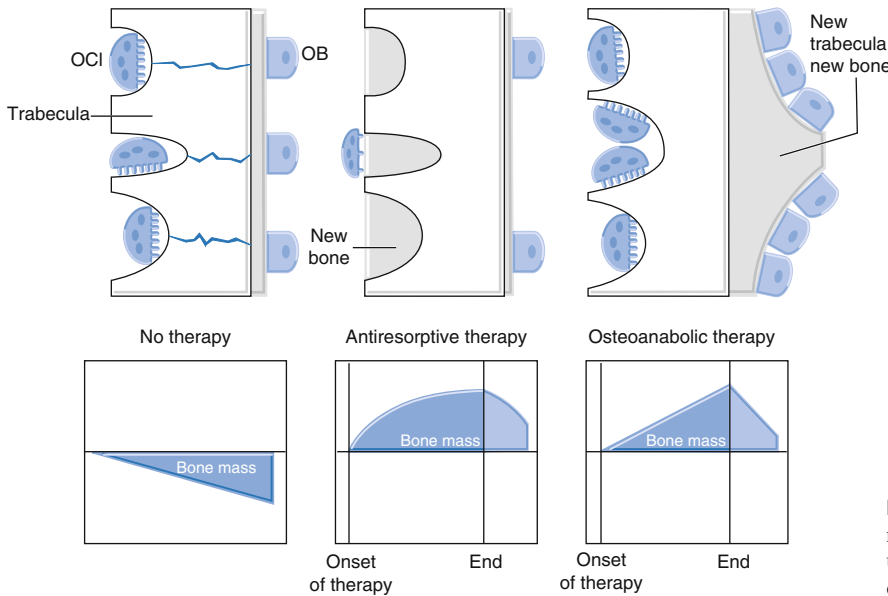 OCl
OB
Trabecula
New
bone
New
trabecula
new bone
No therapy
Antiresorptive therapy
Osteoanabolic therapy
Bone mass
Bone mass
Bone mass
Onset
of therapy
End
Onset
of therapy
End